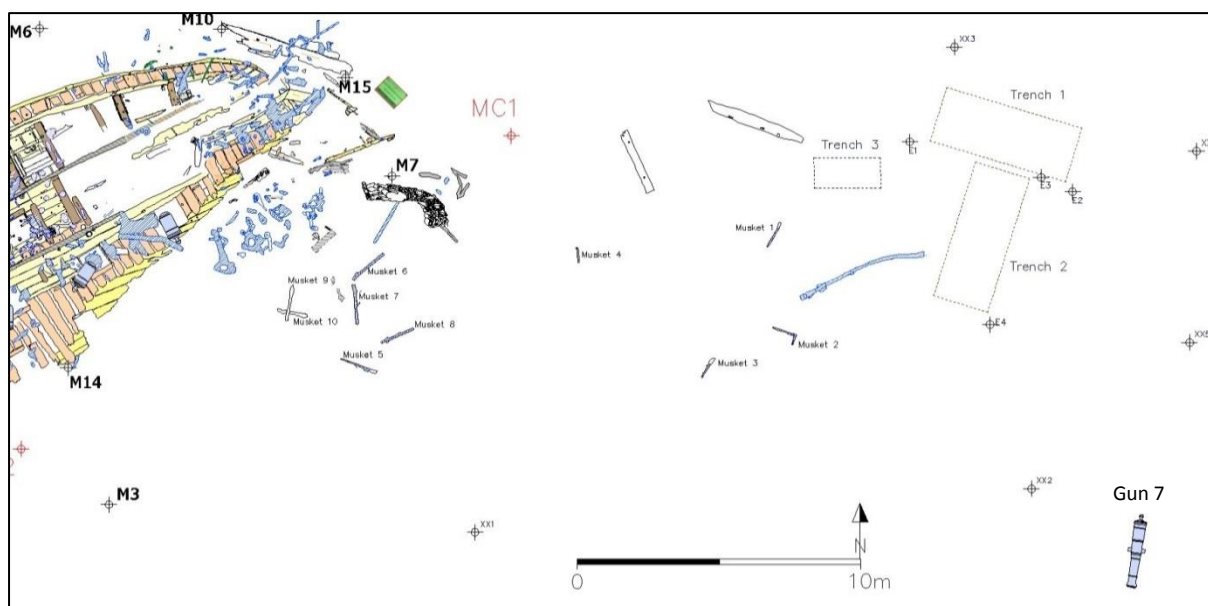 M6
M10
XX3
M15
Trench 1
MC1
Trench 3
E1
M7
E3
E2
Musket 1
Musket 4
Musket 6
Musket 9
Trench 2
Musket 7
Musket 10
E4
Musket 8
Musket 2
XX5
Musket 5
Musket 3
M14
M3
XX2
Gun 7
XX1
N
0
10m